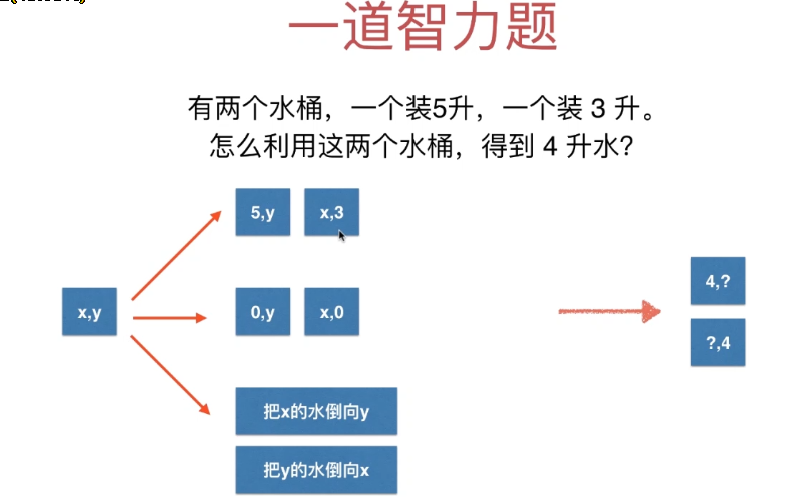 一道智力题
有两个水桶，一个装5升，一个装 3 升。
怎么利用这两个水桶，得到 4 升水？
5,y
x,3
x,y
0,y
x,0
4,?
?,4
把x的水倒向y
把y的水倒向x